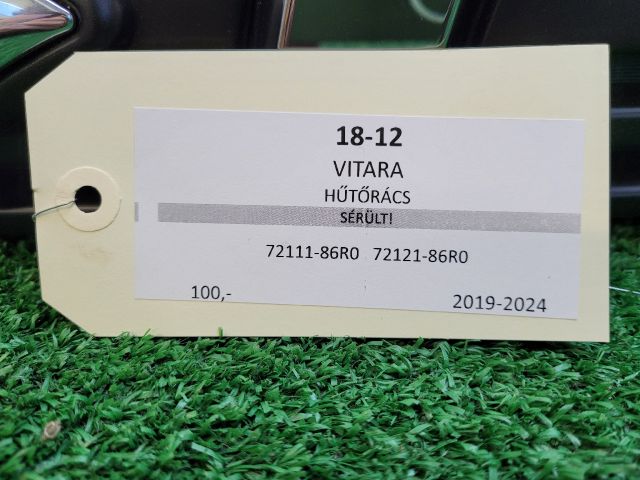 18-12
VITARA
HŰTŐRÁCS
SÉRÜLT!
72111-86R0 72121-86R0
100,- 2019-2024